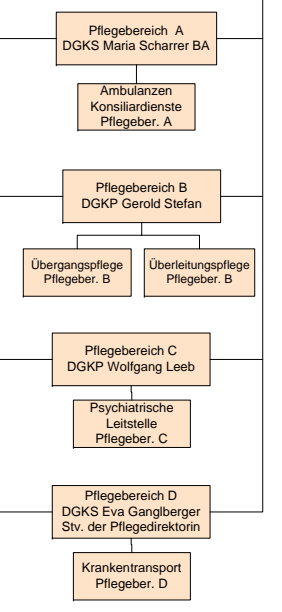 Pflegebereich A
DGKS Maria Scharrer BA
Ambulanzen
Konsiliardienste
Pflegeber. A
Pflegebereich B
DGKP Gerold Stefan
Übergangspflege
Pflegeber. B
Überleitungspflege
Pflegeber. B
Pflegebereich C
DGKP Wolfgang Leeb
Psychiatrische
Leitstelle
Pflegeber. C
Pflegebereich D
DGKS Eva Ganglberger
Stv. der Pflegedirektorin
Krankentransport
Pflegeber. D